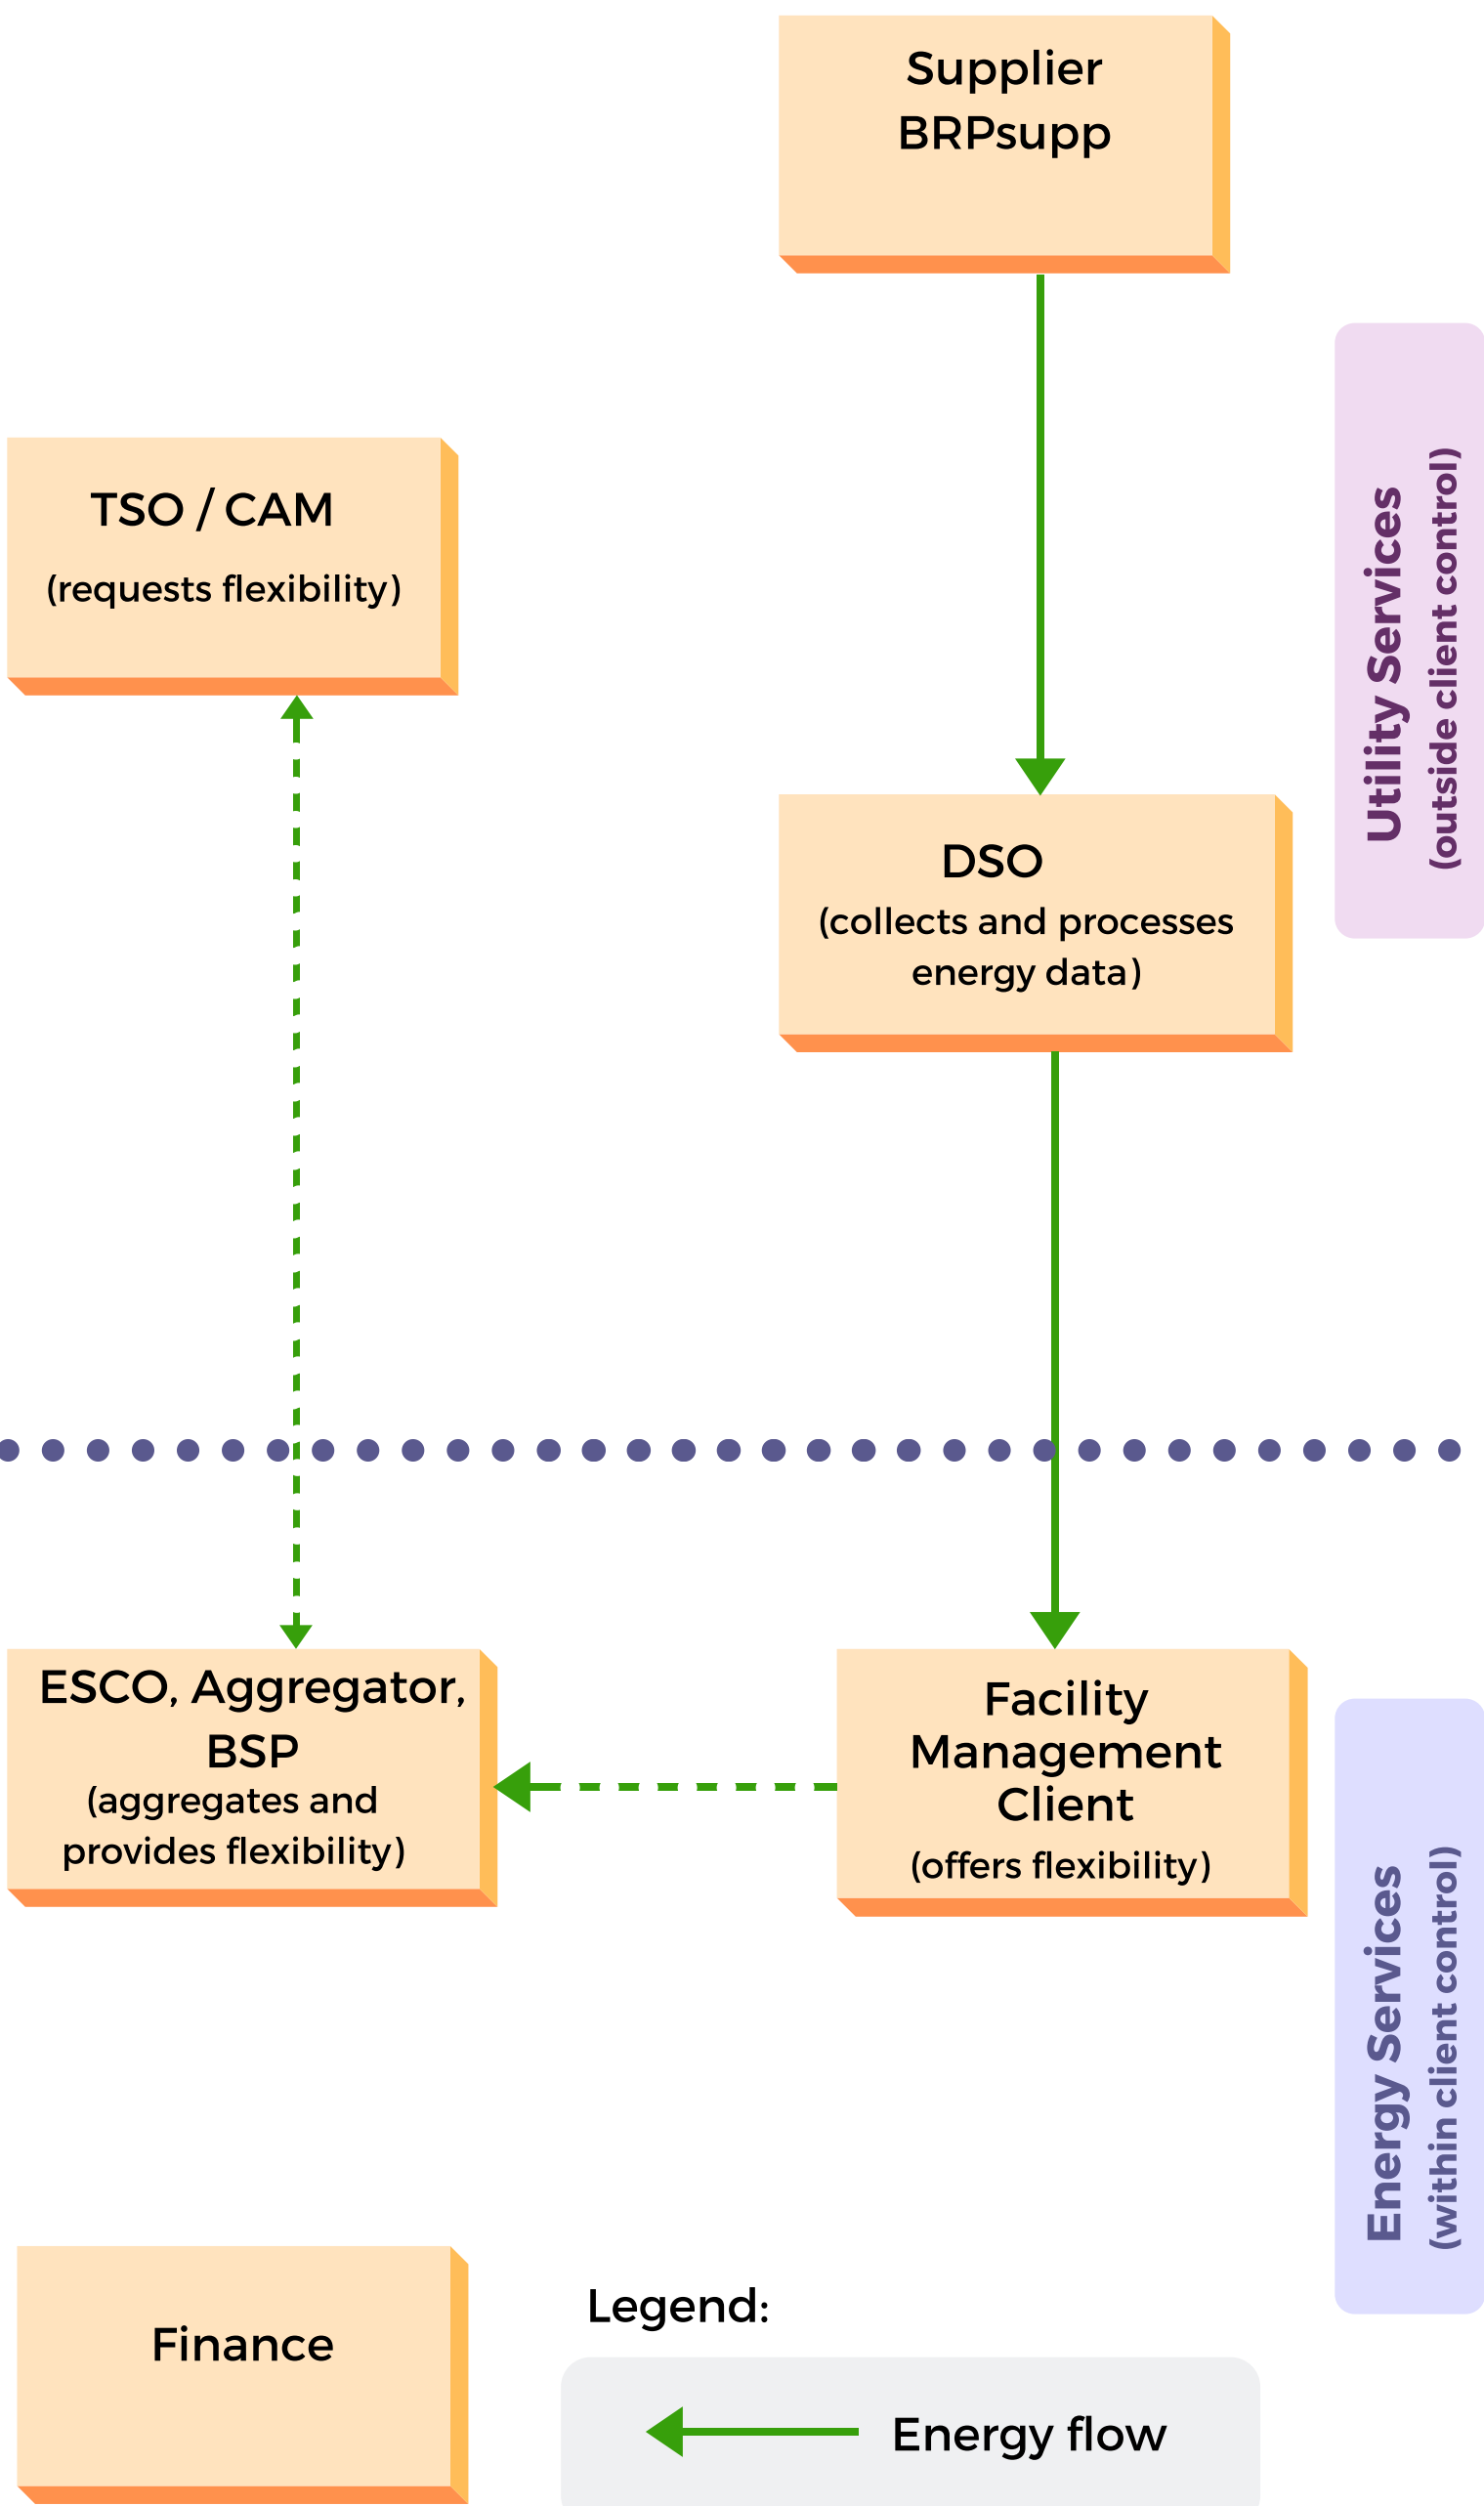 Supplier
BRPsupp
TSO / CAM
(requests flexibility)
Utility Services
(outside client control)
DSO
(collects and processes
energy data)
ESCO, Aggregator,
BSP
(aggregates and
provides flexibility)
Facility
Management
Client
(offers flexibility)
Energy Services
(within client control)
Finance
Legend:
Energy flow